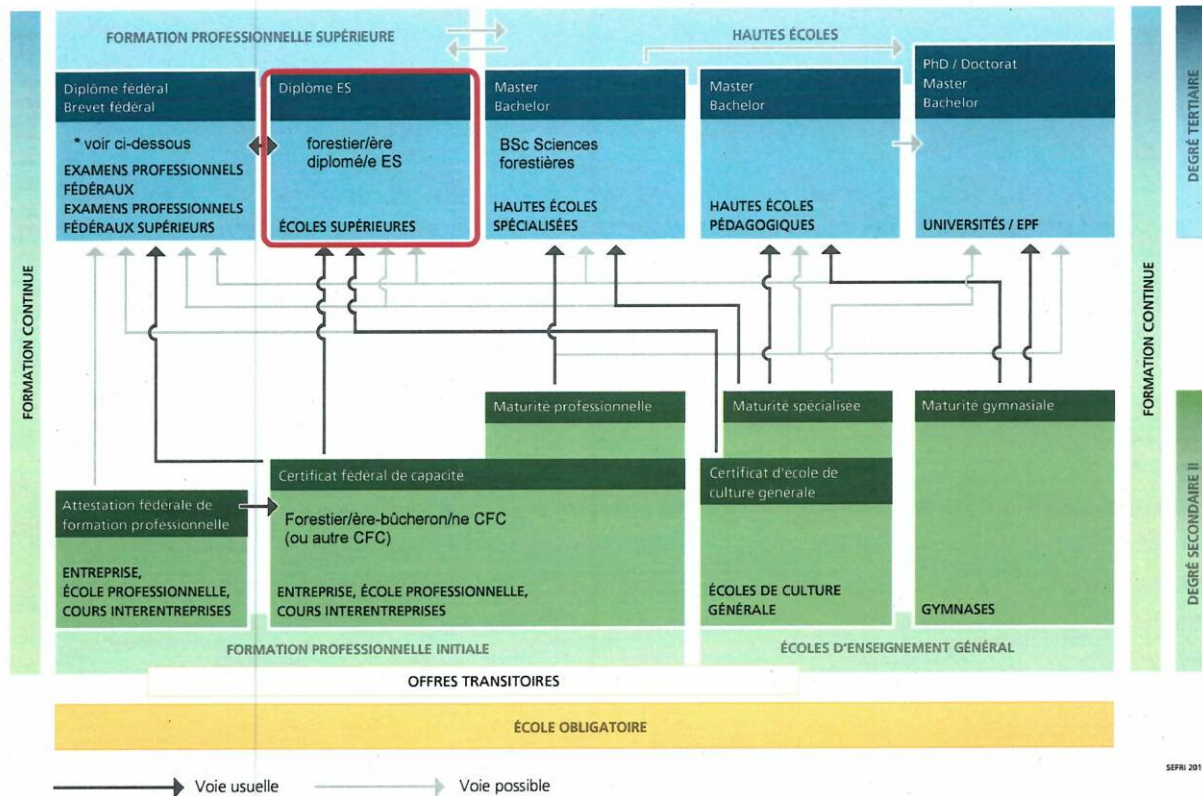 FORMATION PROFESSIONNELLE SUPÉRIEURE
HAUTES ÉCOLES
Diplôme fédéral
Brevet fédéral
* voir ci-dessous
EXAMENS PROFESSIONNELS
FÉDÉRAUX
EXAMENS PROFESSIONNELS
FÉDÉRAUX SUPÉRIEURS
Diplôme ES
forestier/ère
diplomé/e ES
ÉCOLES SUPÉRIEURES
Master
Bachelor
BSc Sciences
forestières
HAUTES ÉCOLES
SPÉCIALISÉES
Master
Bachelor
HAUTES ÉCOLES
PÉDAGOGIQUES
PhD / Doctorat
Master
Bachelor
UNIVERSITÉS / EPF
FORMATION CONTINUE
FORMATION CONTINUE
DEGRÉ TERTIAIRE
DEGRÉ SECONDAIRE II
Maturité professionnelle
Maturité spécialisée
Maturité gymnasiale
Certificat fédéral de capacité
Certificat d'école de
culture générale
Attestation fédérale de
formation professionnelle
Forestier/ère-bûcheron/ne CFC
(ou autre CFC)
ENTREPRISE,
ÉCOLE PROFESSIONNELLE,
COURS INTERENTREPRISES
ENTREPRISE, ÉCOLE PROFESSIONNELLE,
COURS INTERENTREPRISES
ÉCOLES DE CULTURE
GÉNÉRALE
GYMNASES
FORMATION PROFESSIONNELLE INITIALE
ÉCOLES D'ENSEIGNEMENT GÉNÉRAL
OFFRES TRANSITOIRES
ÉCOLE OBLIGATOIRE
Voie usuelle
Voie possible
SEFRI 201